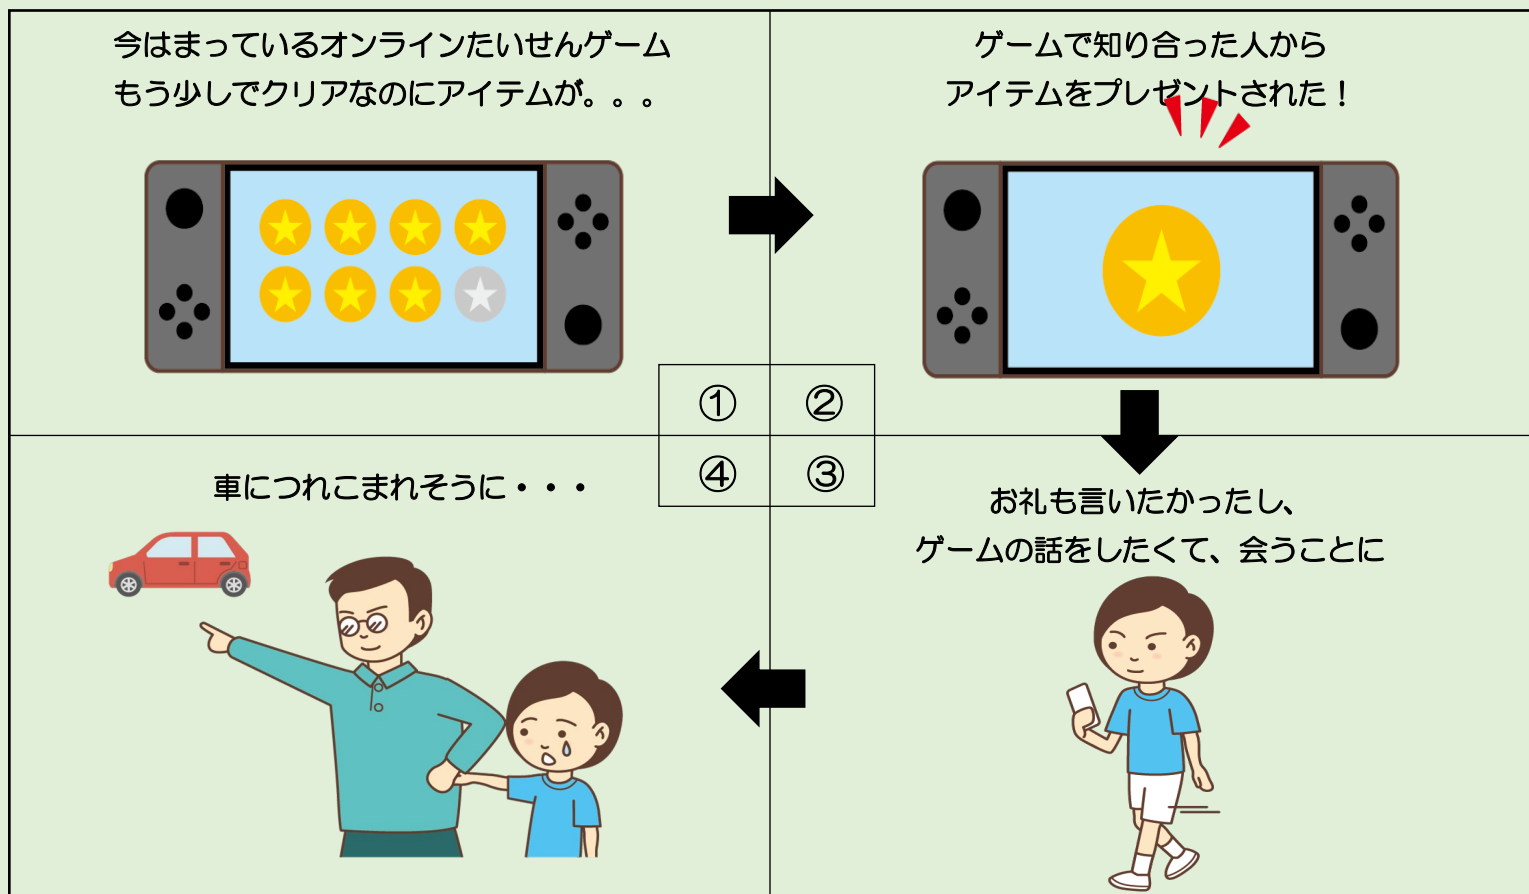 今はまっているオンラインたいせんゲーム
もう少しでクリアなのにアイテムが。。。
ゲームで知り合った人から
アイテムをプレゼントされた！
①
②
④
③
お礼も言いたかったし、
ゲームの話をしたくて、会うことに
車につれこまれそうに・・・